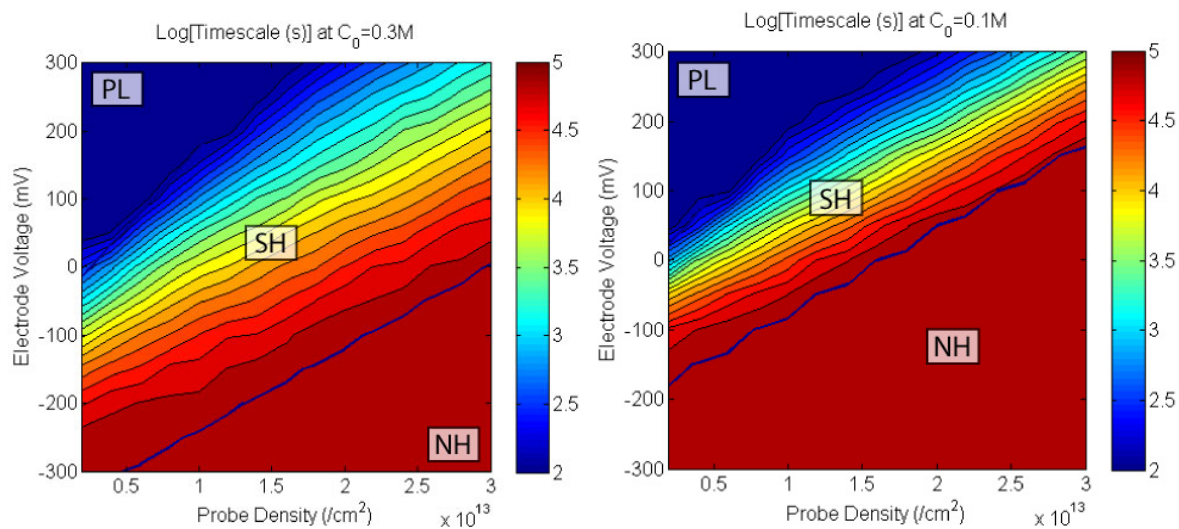 Log[Timescale (s)] at C₀=0.3M
300
200
100
0
-100
-200
-300
Electrode Voltage (mV)
PL
SH
NH
0.5
1
1.5
2
2.5
3
Probe Density (/cm²)
x 10¹³
5
4.5
4
3.5
3
2.5
2
Log[Timescale (s)] at C₀=0.1M
300
200
100
0
-100
-200
-300
Electrode Voltage (mV)
PL
SH
NH
0.5
1
1.5
2
2.5
3
Probe Density (/cm²)
x 10¹³
5
4.5
4
3.5
3
2.5
2